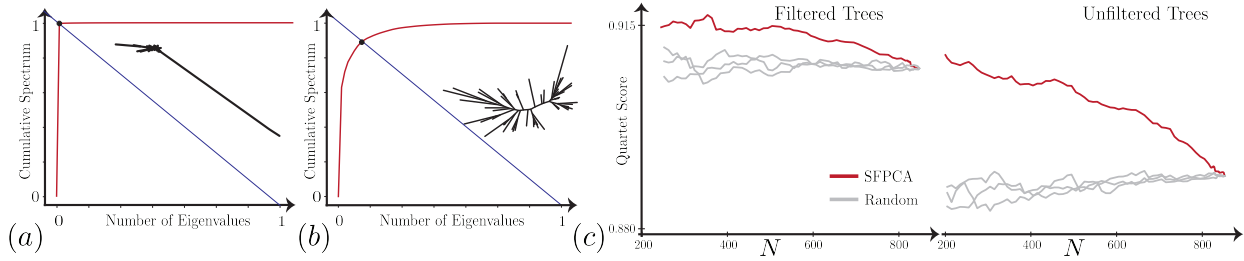 1
Cumulative Spectrum
0
0
Number of Eigenvalues
1
(a)
1
Cumulative Spectrum
0
0
Number of Eigenvalues
1
(b)
Filtered Trees
Unfiltered Trees
0.915
Quartet Score
0.880
SFPCA
Random
200
400
600
800
N
200
400
600
800
N
(c)